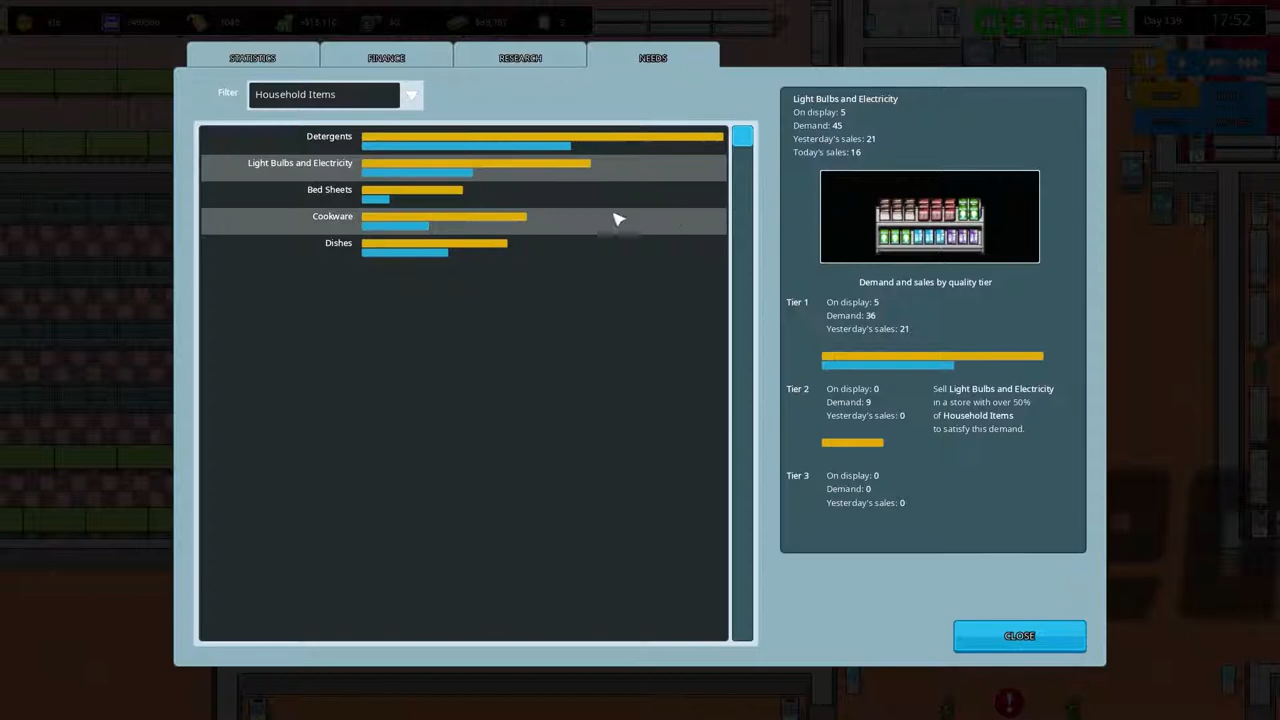 Day 139
17:52
STATISTICS
FINANCE
RESEARCH
NEEDS
Filter
Household Items
Detergents
Light Bulbs and Electricity
Bed Sheets
Cookware
Dishes
Light Bulbs and Electricity
On display: 5
Demand: 45
Yesterday's sales: 21
Today's sales: 16
Demand and sales by quality tier
Tier 1
On display: 5
Demand: 36
Yesterday's sales: 21
Tier 2
On display: 0
Demand: 9
Yesterday's sales: 0
Sell Light Bulbs and Electricity
in a store with over 50%
of Household Items
to satisfy this demand.
Tier 3
On display: 0
Demand: 0
Yesterday's sales: 0
CLOSE